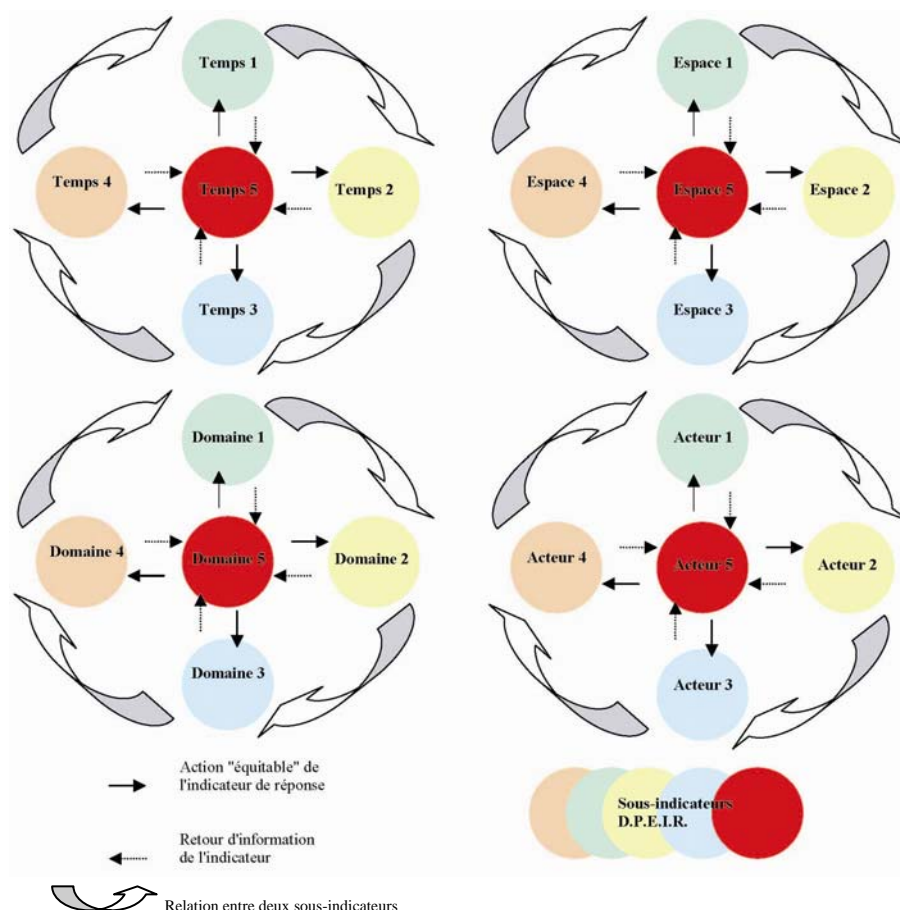 Temps 1
Temps 4
Temps 5
Temps 2
Temps 3
Espace 1
Espace 4
Espace 5
Espace 2
Espace 3
Domaine 1
Domaine 4
Domaine 5
Domaine 2
Domaine 3
Acteur 1
Acteur 4
Acteur 5
Acteur 2
Acteur 3
Action "équitable" de
l'indicateur de réponse
Retour d'information
de l'indicateur
Sous-indicateurs
D.P.E.I.R.
Relation entre deux sous-indicateurs